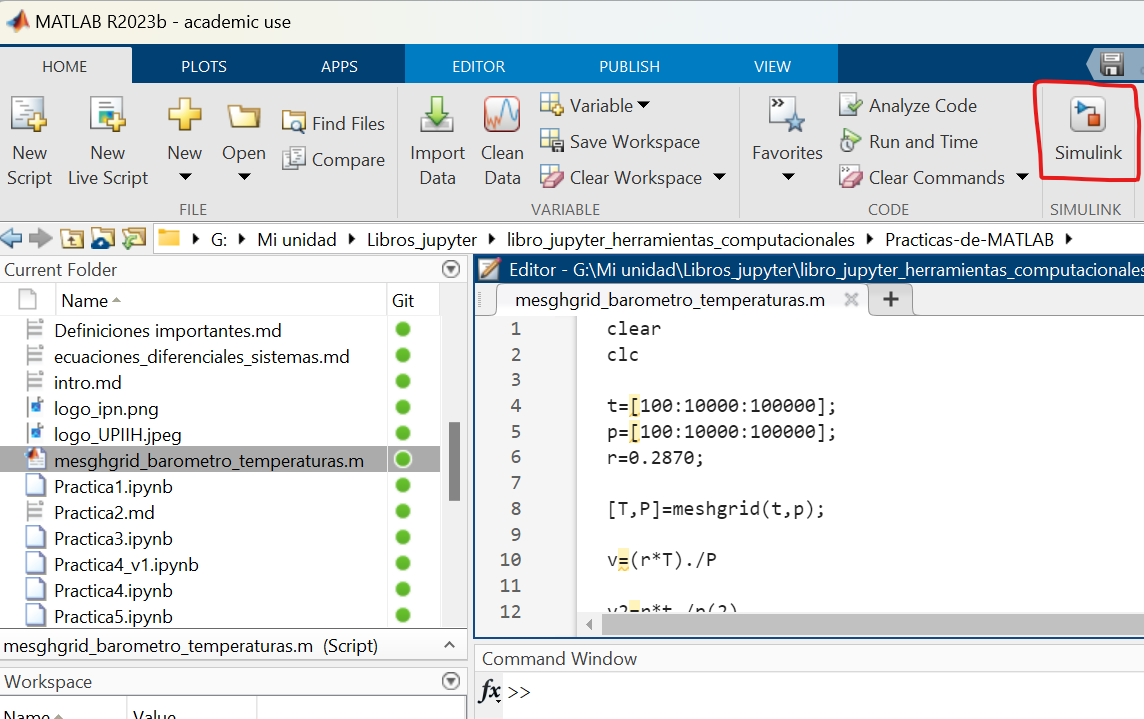 MATLAB R2023b - academic use
HOME PLOTS APPS EDITOR PUBLISH VIEW
New Script
New Live Script
New
Open
Find Files
Compare
FILE
Import Data
Clean Data
Variable
Save Workspace
Clear Workspace
VARIABLE
Favorites
Analyze Code
Run and Time
Clear Commands
CODE
Simulink
SIMULINK
G: Mi unidad Libros_jupyter libro_jupyter_herramientas_computacionales Practicas-de-MATLAB
Current Folder
Name Git
Definiciones importantes.md
ecuaciones_diferenciales_sistemas.md
intro.md
logo_ipn.png
logo_UPIIH.jpeg
mesghgrid_barometro_temperaturas.m
Practica1.ipynb
Practica2.md
Practica3.ipynb
Practica4_v1.ipynb
Practica4.ipynb
Practica5.ipynb
mesghgrid_barometro_temperaturas.m (Script)
Workspace
Name Value
Editor - G:\Mi unidad\Libros_jupyter\libro_jupyter_herramientas_computacionales
mesghgrid_barometro_temperaturas.m
1 clear
2 clc
3
4 t=[100:10000:100000];
5 p=[100:10000:100000];
6 r=0.2870;
7
8 [T,P]=meshgrid(t,p);
9
10 v=(r*T)./P
11
12 v2=r*t./p(2)
Command Window
fx >>